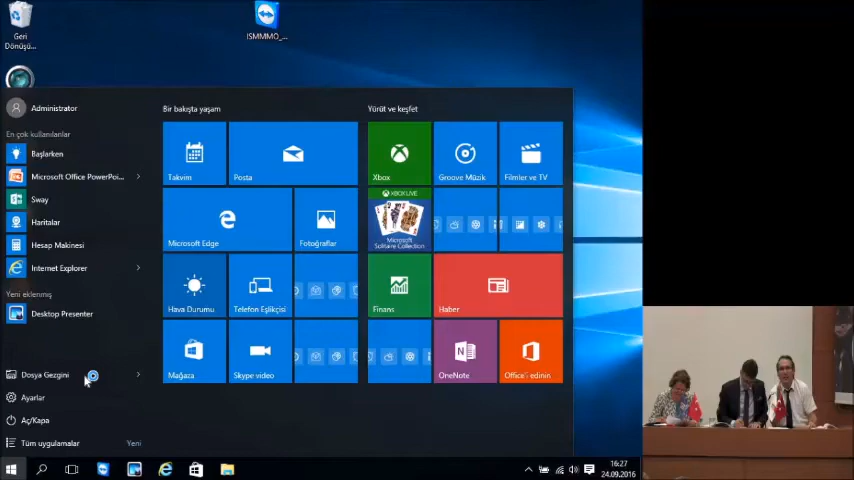 Geri
Dönüşü...
ISMMMO_...
Administrator
En çok kullanılanlar
Başlarken
Microsoft Office PowerPoi...
Sway
Haritalar
Hesap Makinesi
Internet Explorer
Yeni eklenmiş
Desktop Presenter
Dosya Gezgini
Ayarlar
Aç/Kapa
Tüm uygulamalar
Yeni
Bir bakışta yaşam
Takvim
Posta
Microsoft Edge
Fotoğraflar
Hava Durumu
Telefon Eşlikçisi
Mağaza
Skype video
Yürüt ve keşfet
Xbox
Groove Müzik
Filmler ve TV
XBOX LIVE
Microsoft
Solitaire Collection
Finans
Haber
OneNote
Office'i edinin
16:27
24.09.2016